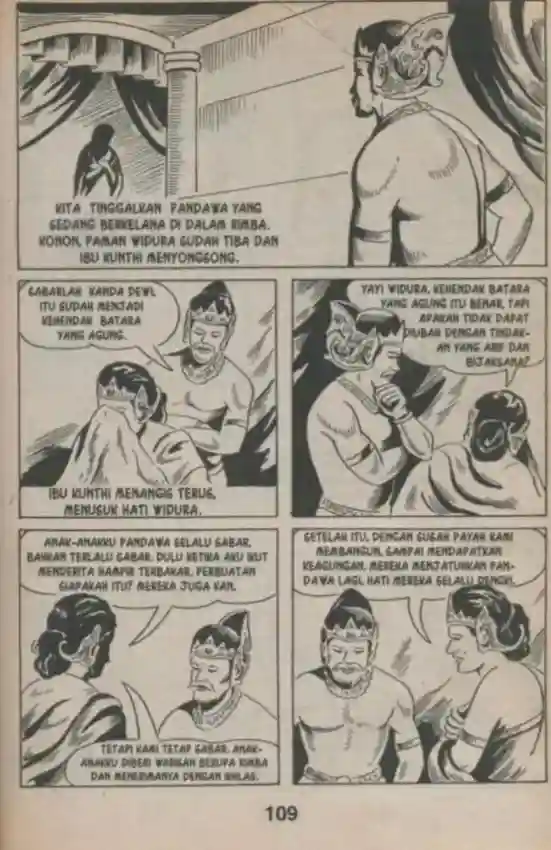 KITA TINGGALKAN PANDAWA YANG
SEDANG BERKELANA DI DALAM RIMBA.
KONON, PAMAN WIDURA SUDAH TIBA DAN
IBU KUNTHI MENYONGSONG.
SABARLAH KANDA DEWI,
ITU SUDAH MENJADI
KEHENDAK BATARA
YANG AGUNG.
IBU KUNTHI MENANGIS TERUS,
MENUSUK HATI WIDURA.
YAYI WIDURA, KEHENDAK BATARA
YANG AGUNG ITU BENAR, TAPI
APAKAH TIDAK DAPAT
DIUBAH DENGAN TINDAK-
AN YANG ARIF DAN
BIJAKSANA?
ANAK-ANAKKU PANDAWA SELALU SABAR,
BAHKAN TERLALU SABAR. DULU KETIKA AKU IKUT
MENDERITA HAMPIR TERBAKAR, PERBUATAN
SIAPAKAH ITU? MEREKA JUGA KAN.
TETAPI KAMI TETAP SABAR. ANAK-
ANAKKU DIBERI WARISAN BERUPA RIMBA
DAN MENERIMANYA DENGAN IKHLAS.
SETELAH ITU, DENGAN SUSAH PAYAH KAMI
MEMBANGUN, SAMPAI MENDAPATKAN
KEAGUNGAN. MEREKA MENJATUHKAN PAN-
DAWA LAGI. HATI MEREKA SELALU DENGKI.
109